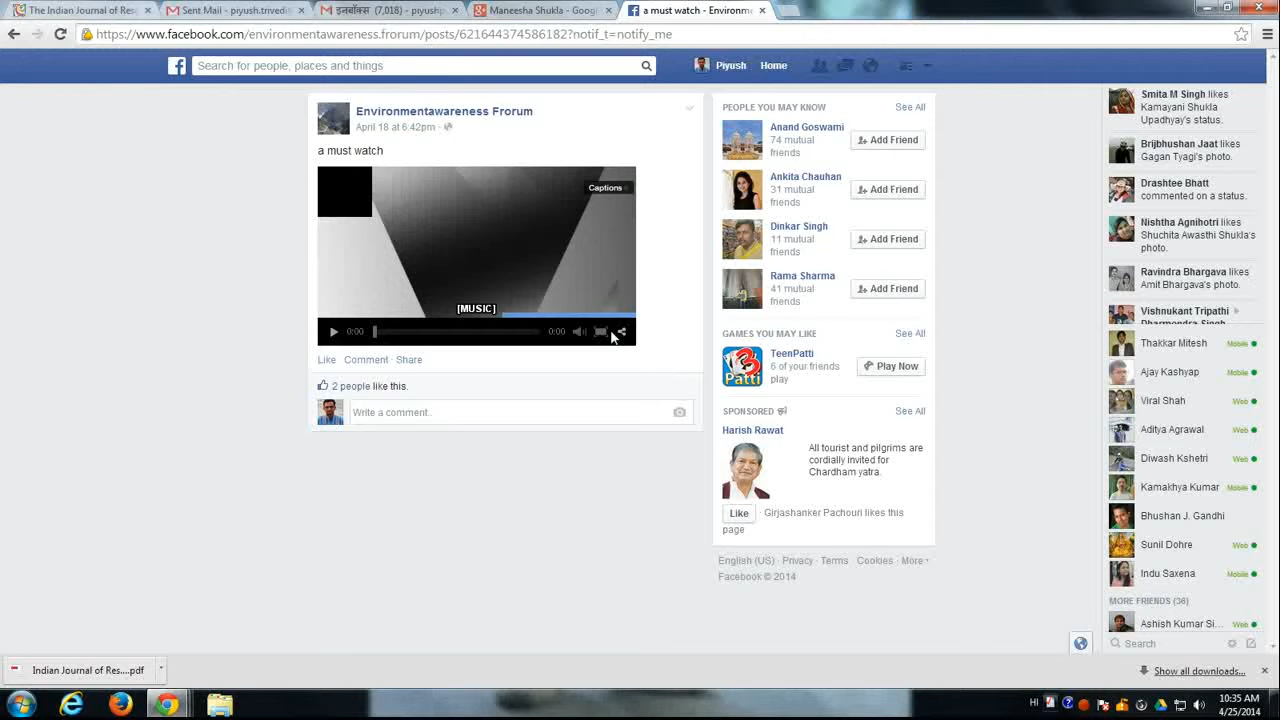 The Indian Journal of Res
Sent Mail - piyush.trivedi
इनबॉक्स (7,018) - piyushp
Maneesha Shukla - Goog
a must watch - Environm
https://www.facebook.com/environmentawareness.frorum/posts/621644374586182?notif_t=notify_me
Search for people, places and things
Piyush
Home
Environmentawareness Frorum
April 18 at 6:42pm ·
a must watch
Captions
[MUSIC]
0:00
0:00
Like · Comment · Share
2 people like this.
Write a comment..
PEOPLE YOU MAY KNOW
See All
Anand Goswami
74 mutual
friends
Add Friend
Ankita Chauhan
31 mutual
friends
Add Friend
Dinkar Singh
11 mutual
friends
Add Friend
Rama Sharma
41 mutual
friends
Add Friend
GAMES YOU MAY LIKE
See All
3
Patti
TeenPatti
6 of your friends
play
Play Now
SPONSORED
See All
Harish Rawat
All tourist and pilgrims are
cordially invited for
Chardham yatra.
Like · Girjashanker Pachouri likes this
page
English (US) · Privacy · Terms · Cookies · More
Facebook © 2014
Smita M Singh likes
Kamayani Shukla
Upadhyay's status.
Brijbhushan Jaat likes
Gagan Tyagi's photo.
Drashtee Bhatt
commented on a status.
Nishtha Agnihotri likes
Shuchita Awasthi Shukla's
photo.
Ravindra Bhargava likes
Amit Bhargava's photo.
Vishnukant Tripathi
Dharmondra Singh
Thakkar Mitesh Mobile
Ajay Kashyap Mobile
Viral Shah Web
Aditya Agrawal Web
Diwash Kshetri Web
Kamakhya Kumar Mobile
Bhushan J. Gandhi
Sunil Dohre Web
Indu Saxena Mobile
MORE FRIENDS (36)
Ashish Kumar Si... Web
Search
Indian Journal of Res....pdf
Show all downloads...
HI
10:35 AM
4/25/2014